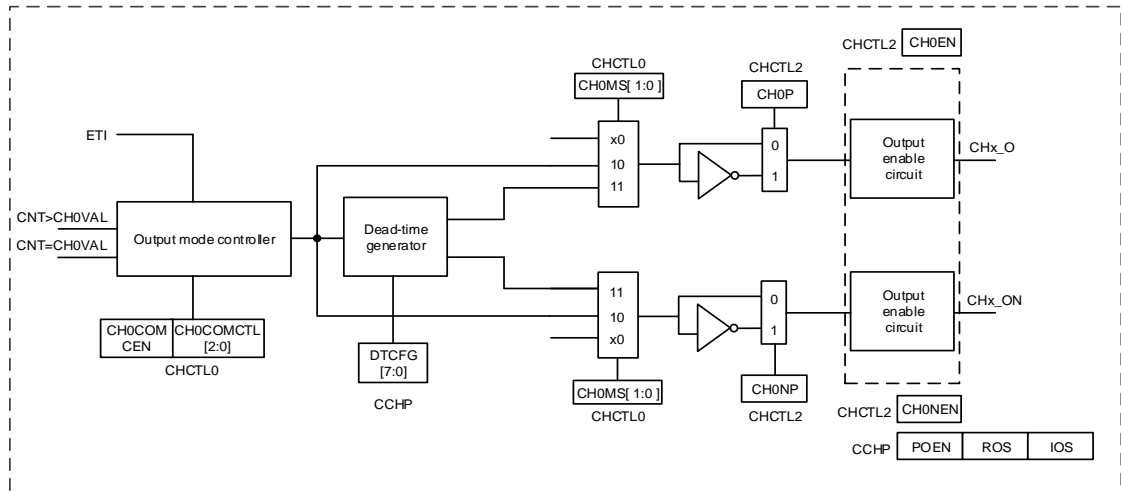 CHCTL2 CH0EN
CHCTL0
CHCTL2
CH0MS[ 1:0 ]
CH0P
ETI
x0
10
11
0
1
Output
enable
circuit
CHx_O
CNT>CH0VAL
CNT=CH0VAL
Output mode controller
Dead-time
generator
11
10
x0
0
1
Output
enable
circuit
CHx_ON
CH0COM
CEN
CH0COMCTL
[2:0]
CHCTL0
DTCFG
[7:0]
CCHP
CH0MS[ 1:0 ]
CHCTL0
CH0NP
CHCTL2
CHCTL2 CH0NEN
CCHP POEN ROS IOS